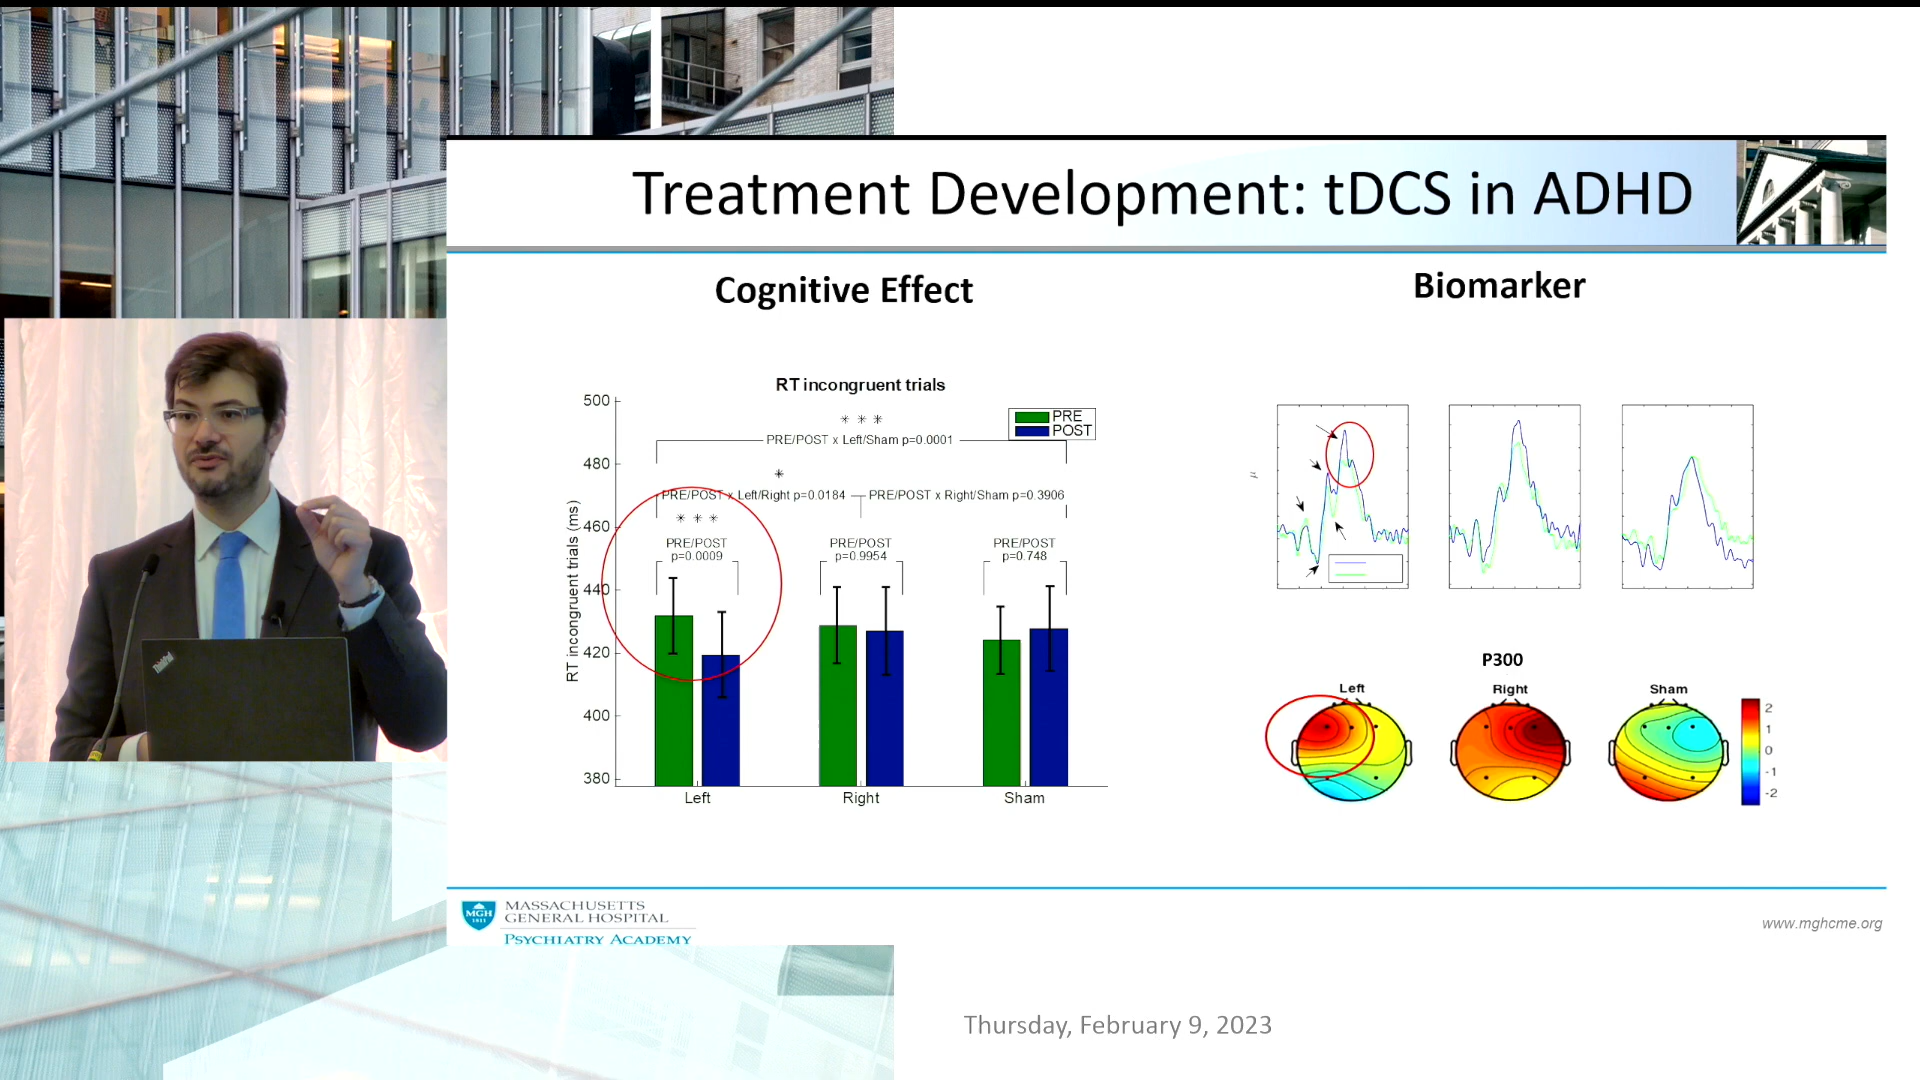 Treatment Development: tDCS in ADHD
Cognitive Effect
Biomarker
RT incongruent trials
500
480
460
440
420
400
380
RT incongruent trials (ms)
PRE
POST
* * *
PRE/POST x Left/Sham p=0.0001
*
PRE/POST x Left/Right p=0.0184
PRE/POST x Right/Sham p=0.3906
* * *
PRE/POST
p=0.0009
PRE/POST
p=0.9954
PRE/POST
p=0.748
Left
Right
Sham
μ
P300
Left
Right
Sham
2
1
0
-1
-2
ThinkPad
MGH
1811
MASSACHUSETTS
GENERAL HOSPITAL
PSYCHIATRY ACADEMY
www.mghcme.org
Thursday, February 9, 2023